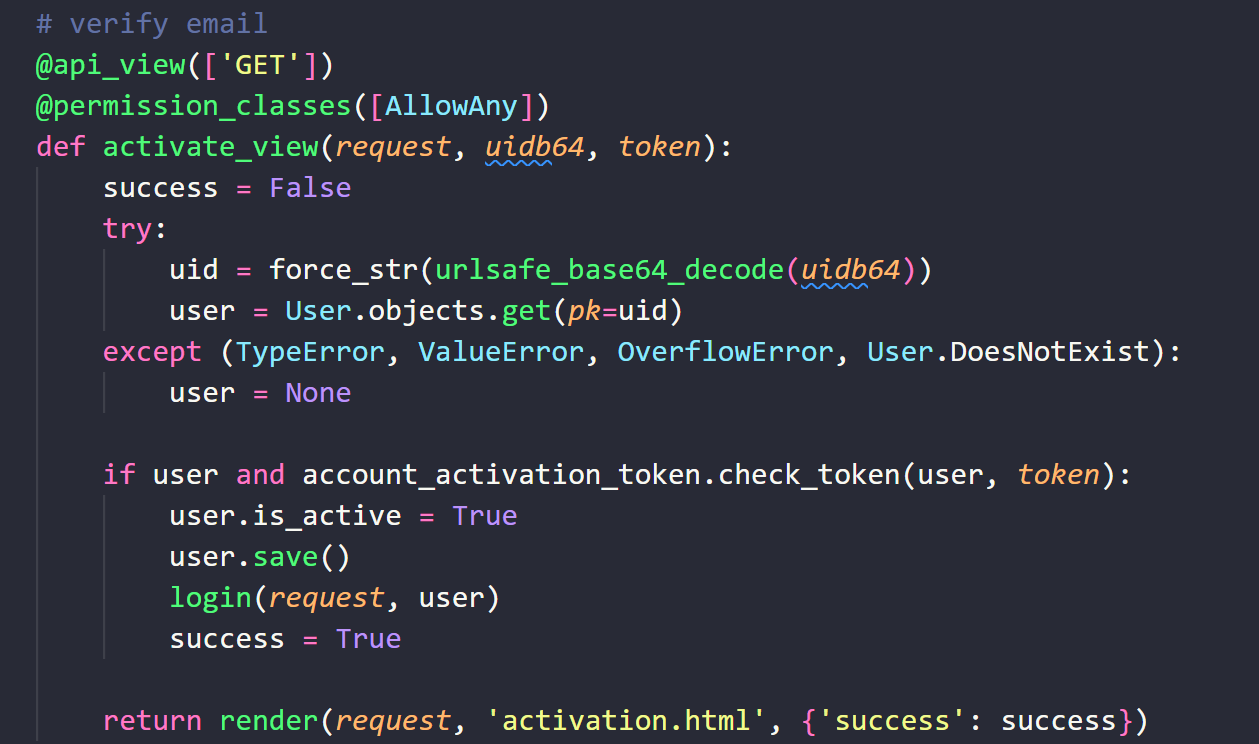 # verify email
@api_view(['GET'])
@permission_classes([AllowAny])
def activate_view(request, uidb64, token):
    success = False
    try:
        uid = force_str(urlsafe_base64_decode(uidb64))
        user = User.objects.get(pk=uid)
    except (TypeError, ValueError, OverflowError, User.DoesNotExist):
        user = None

    if user and account_activation_token.check_token(user, token):
        user.is_active = True
        user.save()
        login(request, user)
        success = True

    return render(request, 'activation.html', {'success': success})